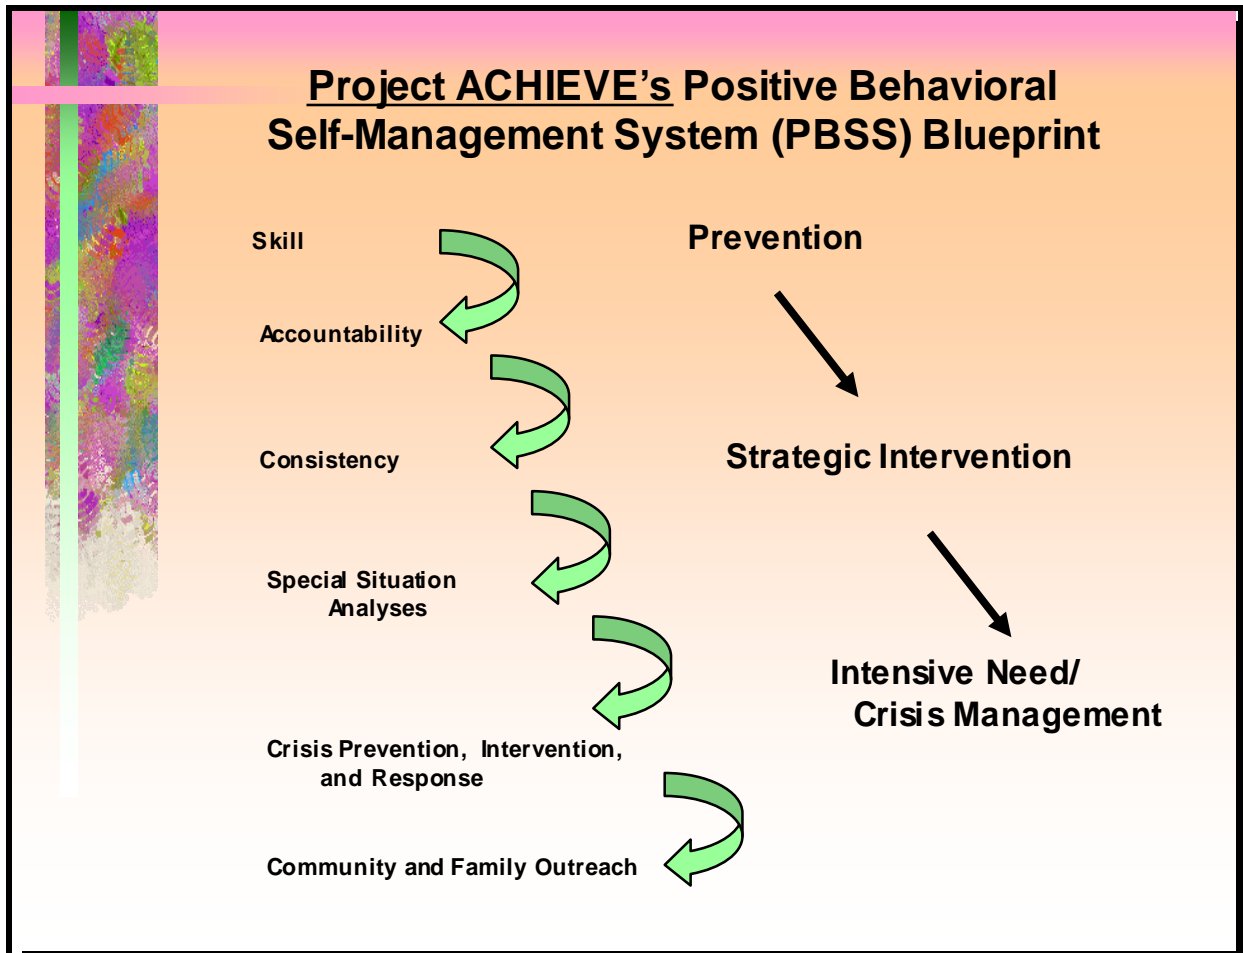 Project ACHIEVE's Positive Behavioral
Self-Management System (PBSS) Blueprint
Skill
Prevention
Accountability
Consistency
Strategic Intervention
Special Situation
Analyses
Intensive Need/
Crisis Management
Crisis Prevention, Intervention,
and Response
Community and Family Outreach